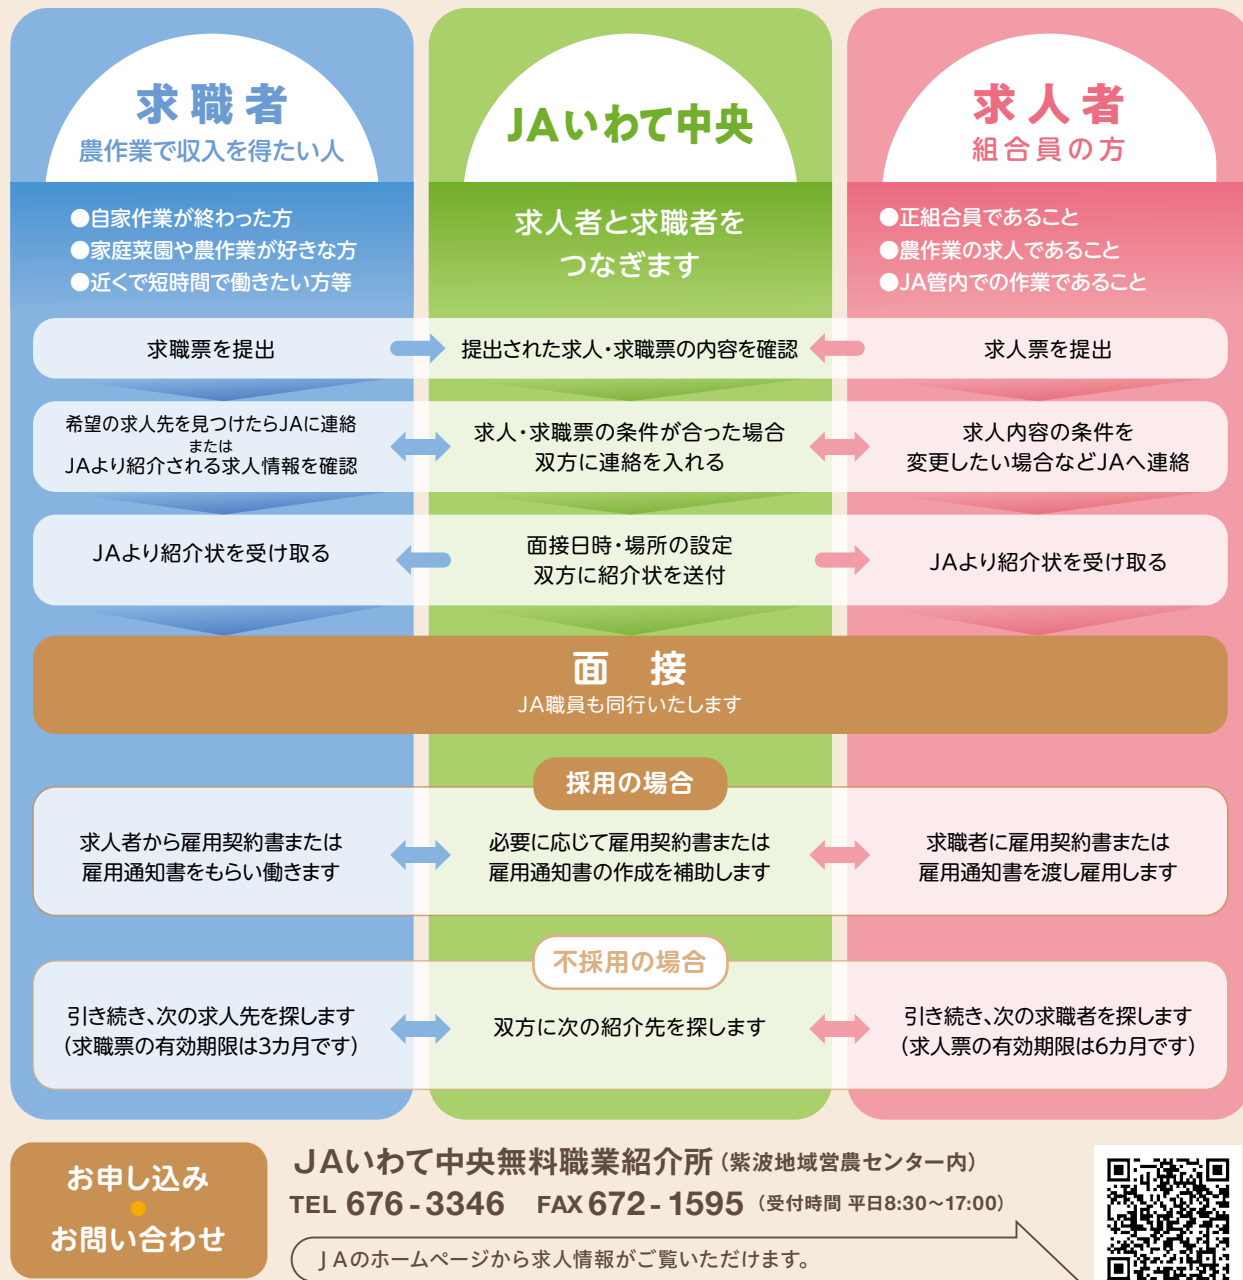 求職者
農作業で収入を得たい人
●自家作業が終わった方
●家庭菜園や農作業が好きな方
●近くで短時間で働きたい方等
JAいわて中央
求人者と求職者を
つなぎます
求人者
組合員の方
●正組合員であること
●農作業の求人であること
●JA管内での作業であること
求職票を提出
提出された求人・求職票の内容を確認
求人票を提出
希望の求人先を見つけたらJAに連絡
または
JAより紹介される求人情報を確認
求人・求職票の条件が合った場合
双方に連絡を入れる
求人内容の条件を
変更したい場合などJAへ連絡
JAより紹介状を受け取る
面接日時・場所の設定
双方に紹介状を送付
JAより紹介状を受け取る
面 接
JA職員も同行いたします
採用の場合
求人者から雇用契約書または
雇用通知書をもらい働きます
必要に応じて雇用契約書または
雇用通知書の作成を補助します
求職者に雇用契約書または
雇用通知書を渡し雇用します
不採用の場合
引き続き、次の求人先を探します
(求職票の有効期限は3カ月です)
双方に次の紹介先を探します
引き続き、次の求職者を探します
(求人票の有効期限は6カ月です)
お申し込み
●
お問い合わせ
JAいわて中央無料職業紹介所(紫波地域営農センター内)
TEL 676-3346 FAX 672-1595 (受付時間 平日8:30～17:00)
JAのホームページから求人情報がご覧いただけます。